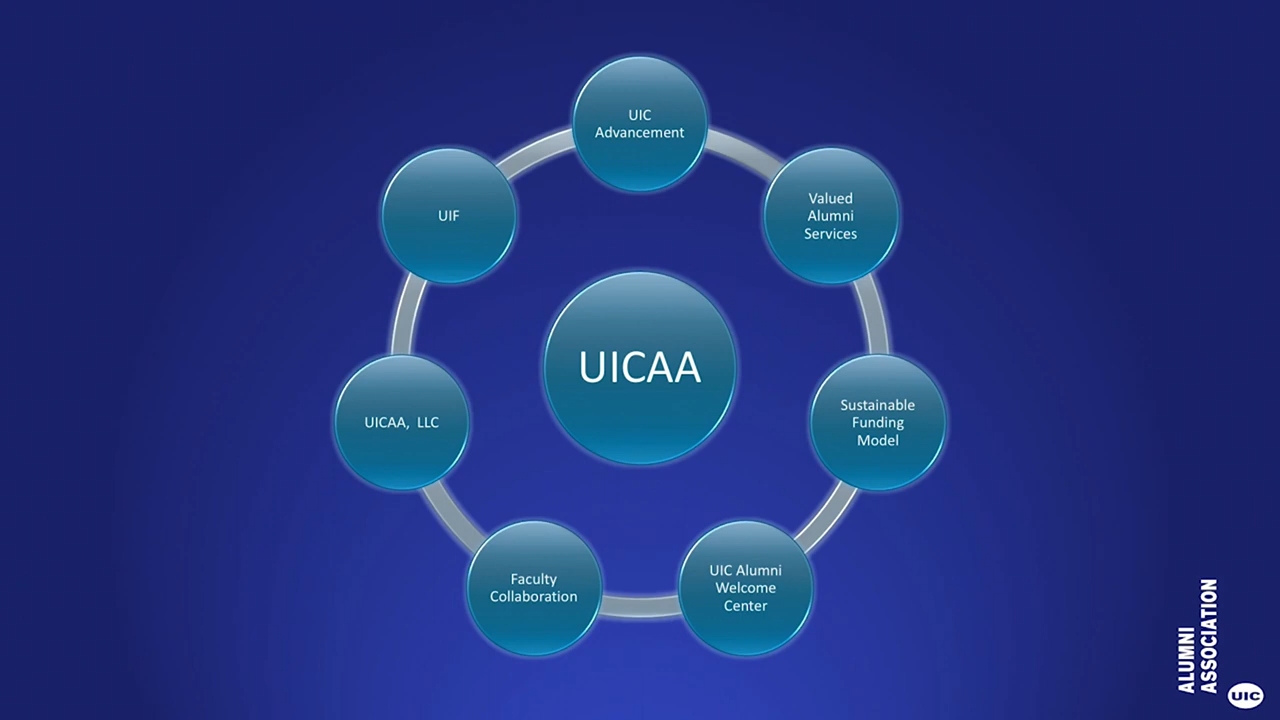 UIC
Advancement
Valued
Alumni
Services
Sustainable
Funding
Model
UIC Alumni
Welcome
Center
Faculty
Collaboration
UICAA, LLC
UIF
UICAA
ALUMNI
ASSOCIATION
UIC